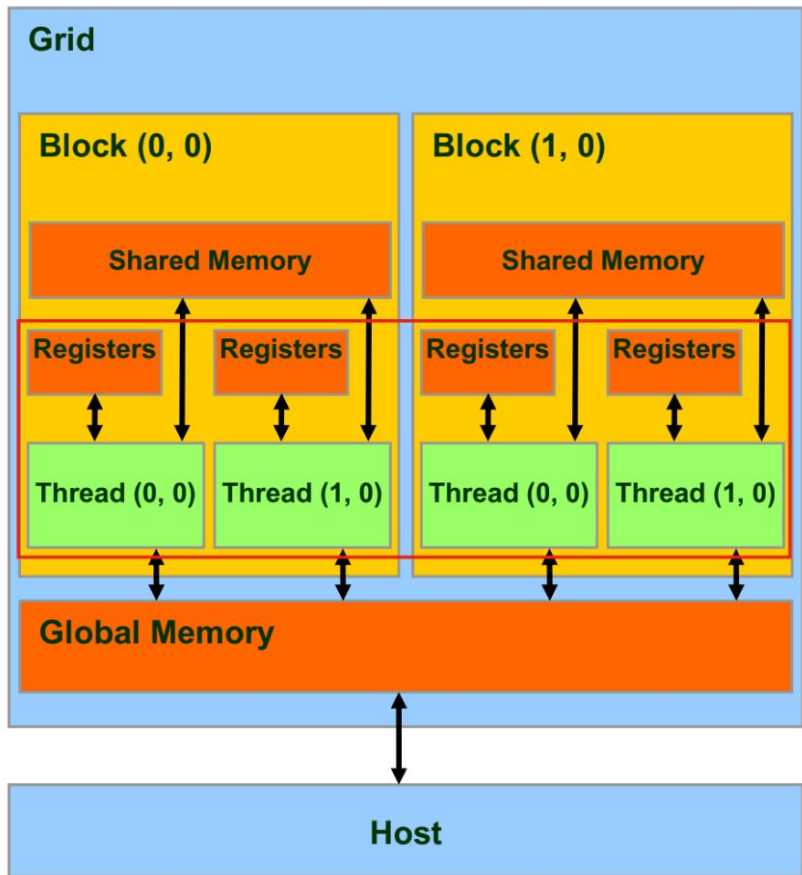 Grid
Block (0, 0)
Block (1, 0)
Shared Memory
Shared Memory
Registers
Registers
Registers
Registers
Thread (0, 0)
Thread (1, 0)
Thread (0, 0)
Thread (1, 0)
Global Memory
Host